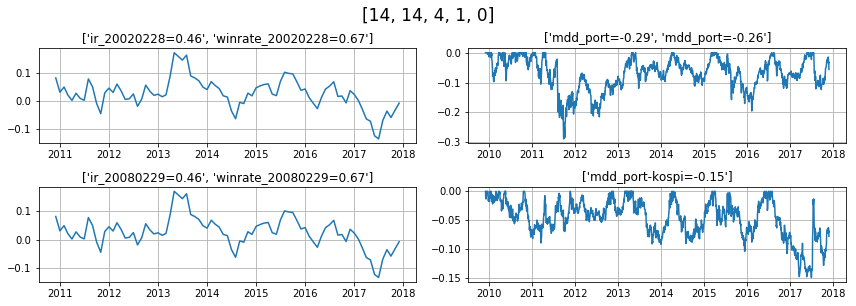 [14, 14, 4, 1, 0]
['ir_20020228=0.46', 'winrate_20020228=0.67']
0.1
0.0
−0.1
2011 2012 2013 2014 2015 2016 2017 2018
['mdd_port=-0.29', 'mdd_port=-0.26']
0.0
−0.1
−0.2
−0.3
2010 2011 2012 2013 2014 2015 2016 2017 2018
['ir_20080229=0.46', 'winrate_20080229=0.67']
0.1
0.0
−0.1
2011 2012 2013 2014 2015 2016 2017 2018
['mdd_port-kospi=-0.15']
0.00
−0.05
−0.10
−0.15
2010 2011 2012 2013 2014 2015 2016 2017 2018